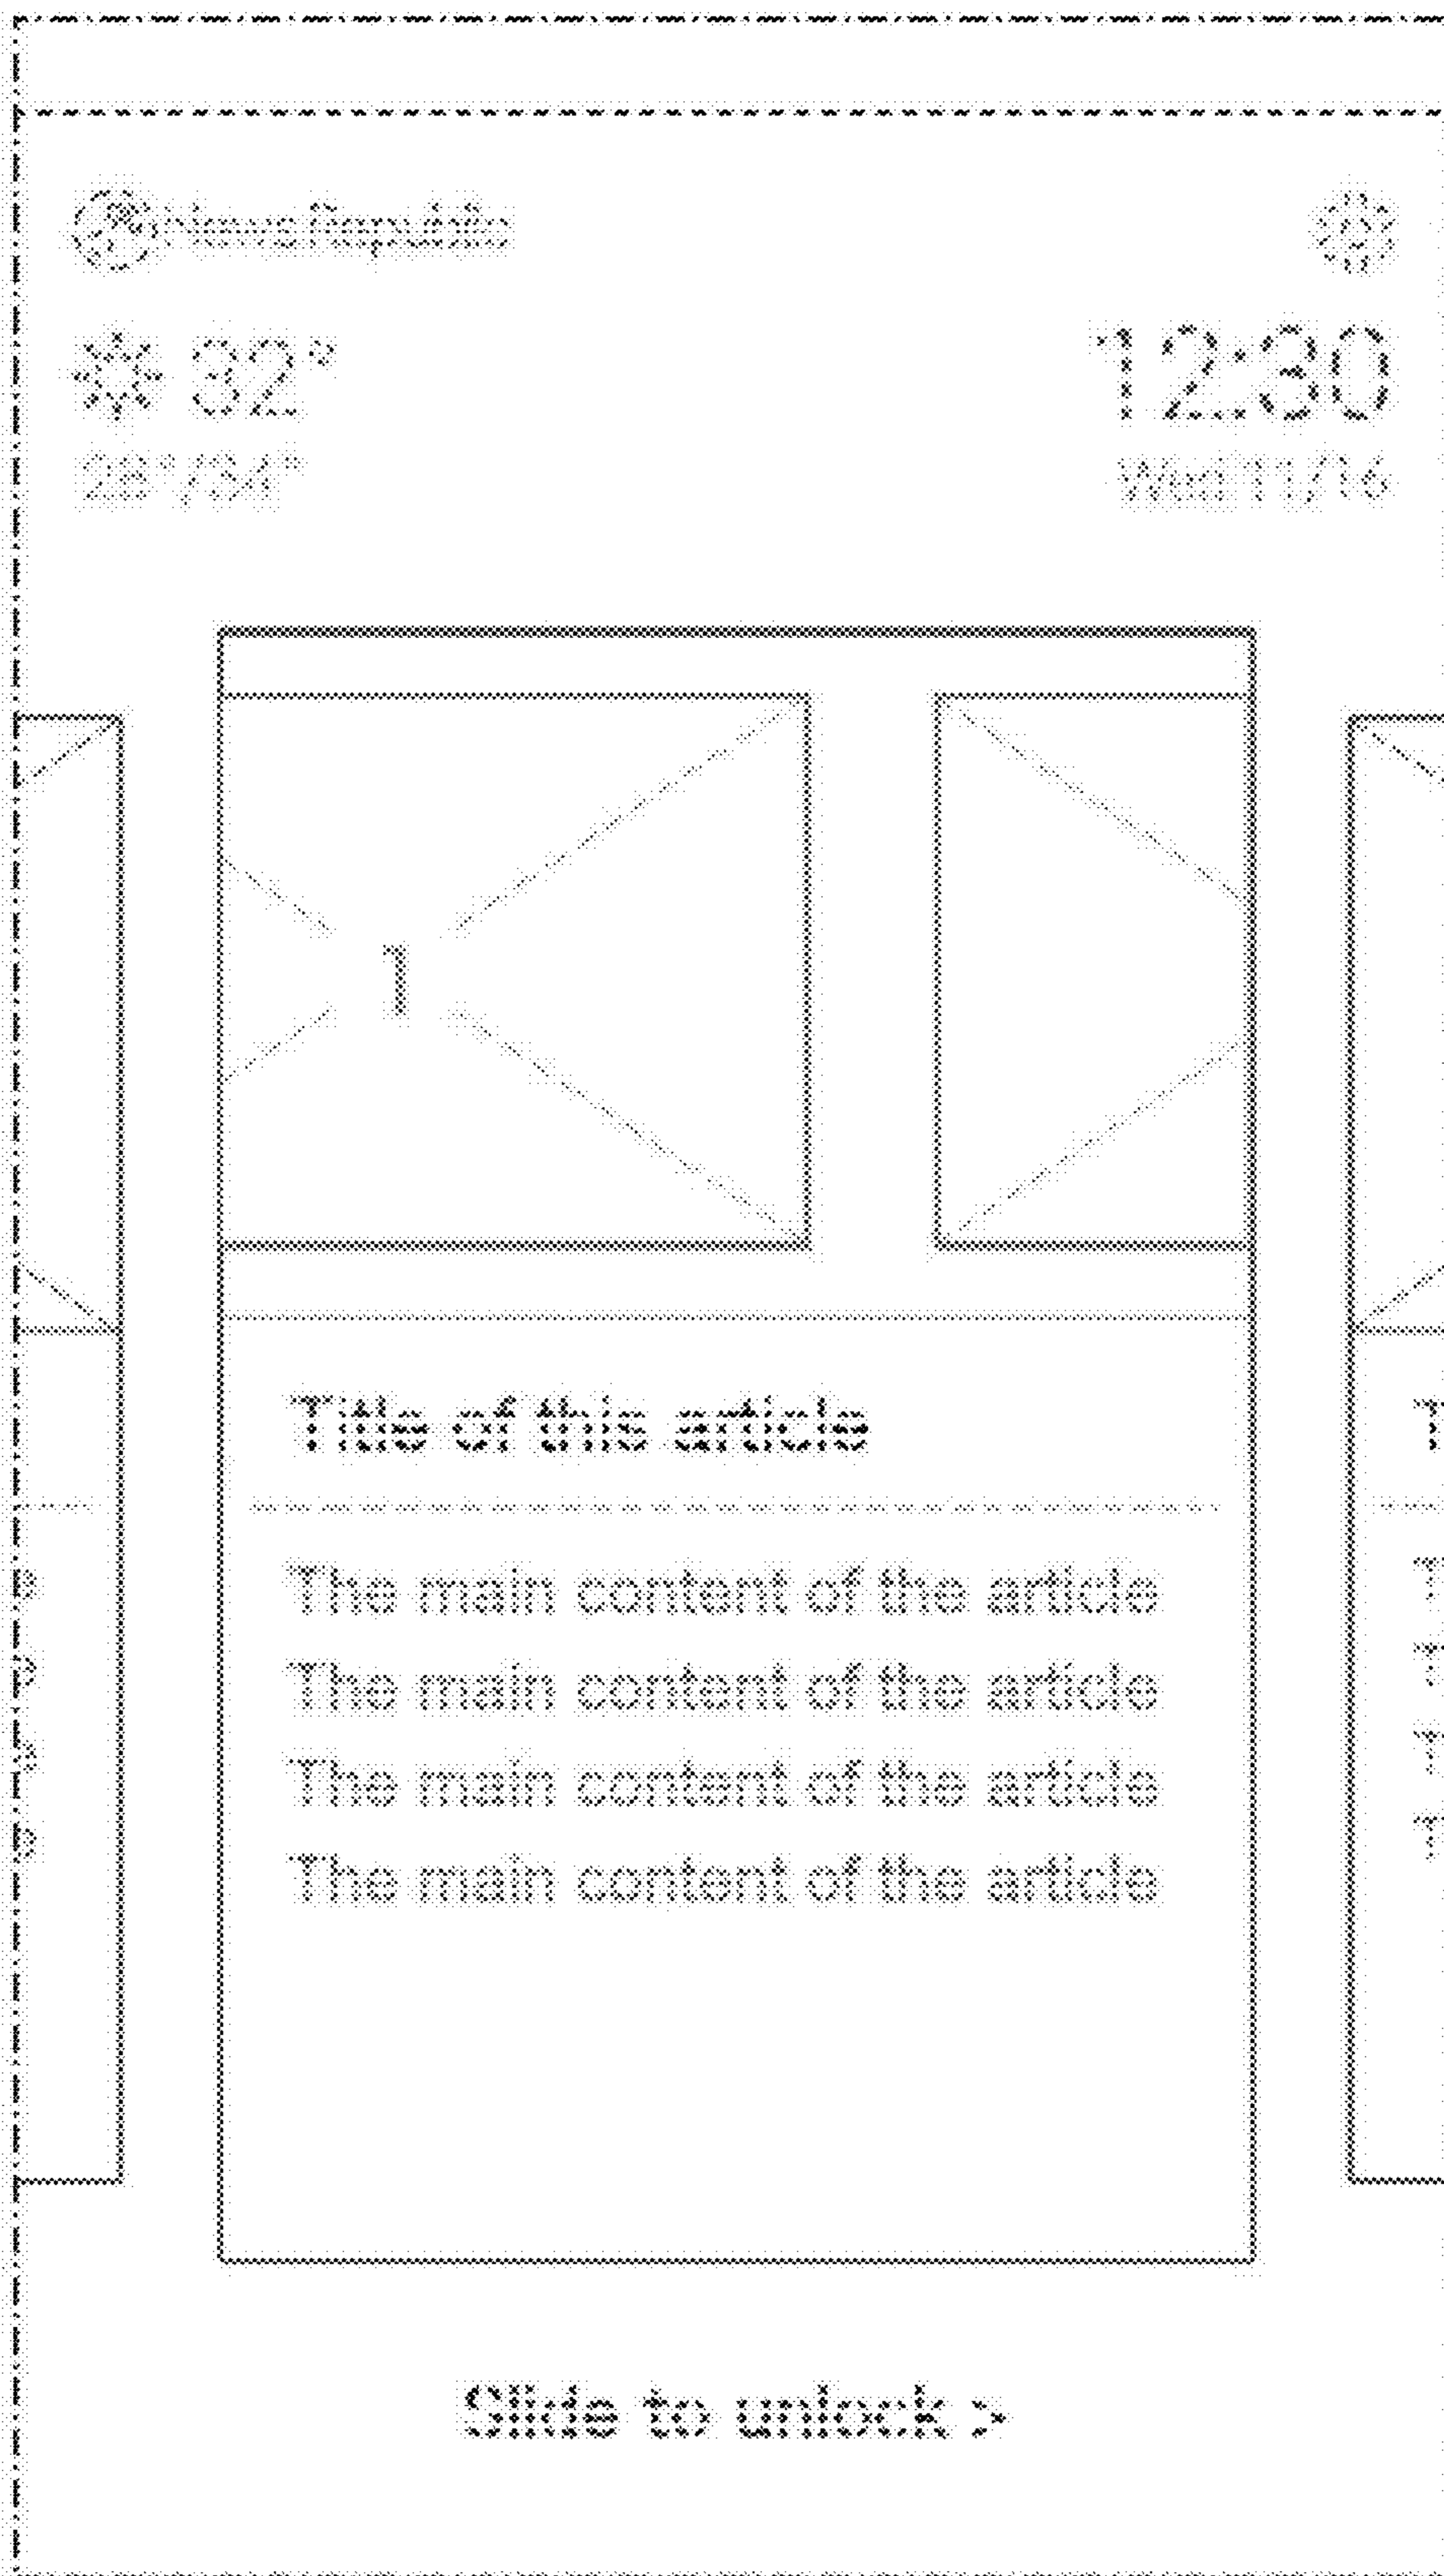 News Republic
32° 12:30
28°/34° Wed 11/16
1
Title of this article
T
The main content of the article
The main content of the article
The main content of the article
The main content of the article
e
e
e
e
T
T
T
T
Slide to unlock >